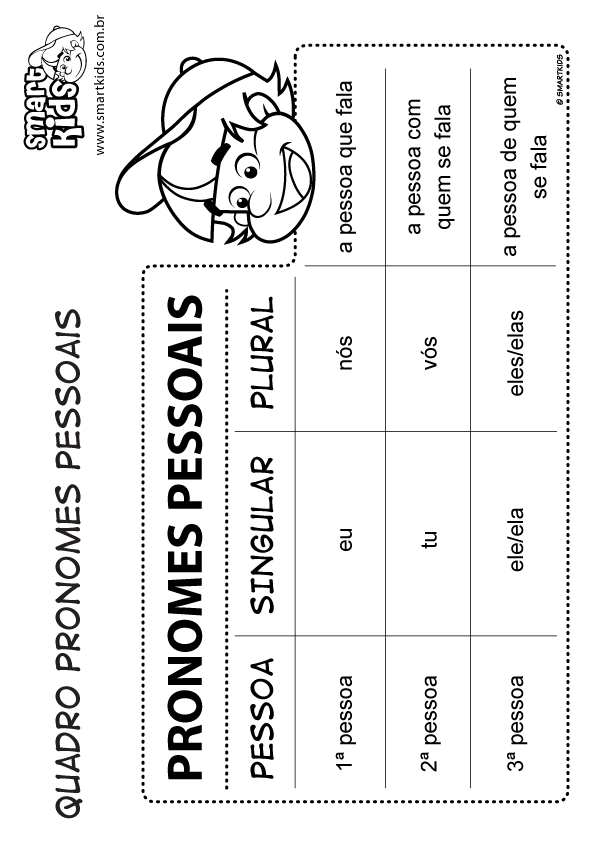 smart
kids
www.smartkids.com.br
QUADRO PRONOMES PESSOAIS
PRONOMES PESSOAIS
PESSOA SINGULAR PLURAL
1ª pessoa eu nós a pessoa que fala
2ª pessoa tu vós a pessoa com
quem se fala
3ª pessoa ele/ela eles/elas a pessoa de quem
se fala
© SMARTKIDS